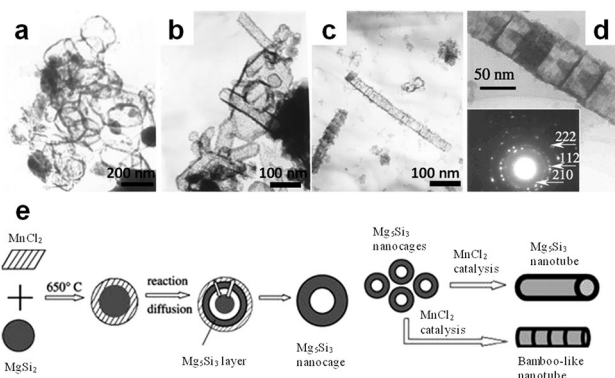 a
200 nm
b
100 nm
c
100 nm
d
50 nm
222
112
210
e
MnCl2
650° C
MgSi2
reaction
diffusion
Mg5Si3 layer
Mg5Si3
nanocage
Mg5Si3
nanocages
MnCl2
catalysis
MnCl2
catalysis
Mg5Si3
nanotube
Bamboo-like
nanotube